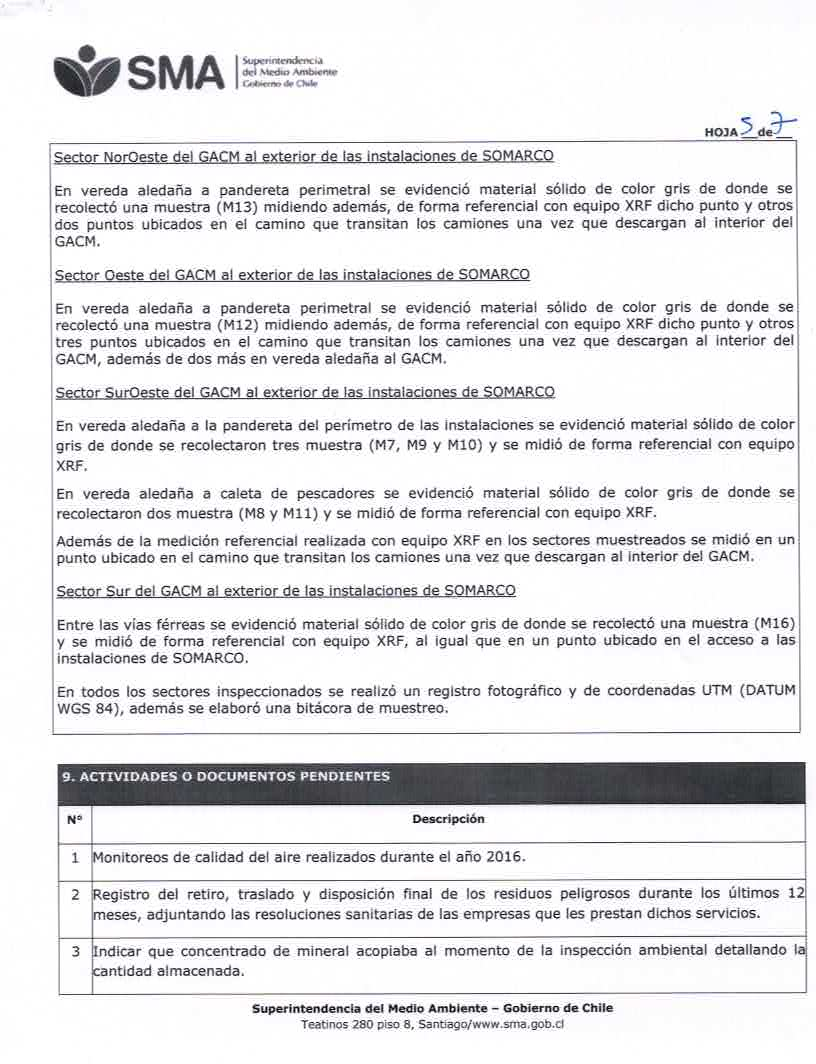 SMA
Superintendencia
del Medio Ambiente
Gobierno de Chile
HOJA 5 de 7
Sector NorOeste del GACM al exterior de las instalaciones de SOMARCO
En vereda aledaña a pandereta perimetral se evidenció material sólido de color gris de donde se
recolectó una muestra (M13) midiendo además, de forma referencial con equipo XRF dicho punto y otros
dos puntos ubicados en el camino que transitan los camiones una vez que descargan al interior del
GACM.
Sector Oeste del GACM al exterior de las instalaciones de SOMARCO
En vereda aledaña a pandereta perimetral se evidenció material sólido de color gris de donde se
recolectó una muestra (M12) midiendo además, de forma referencial con equipo XRF dicho punto y otros
tres puntos ubicados en el camino que transitan los camiones una vez que descargan al interior del
GACM, además de dos más en vereda aledaña al GACM.
Sector SurOeste del GACM al exterior de las instalaciones de SOMARCO
En vereda aledaña a la pandereta del perímetro de las instalaciones se evidenció material sólido de color
gris de donde se recolectaron tres muestra (M7, M9 y M10) y se midió de forma referencial con equipo
XRF.
En vereda aledaña a caleta de pescadores se evidenció material sólido de color gris de donde se
recolectaron dos muestra (M8 y M11) y se midió de forma referencial con equipo XRF.
Además de la medición referencial realizada con equipo XRF en los sectores muestreados se midió en un
punto ubicado en el camino que transitan los camiones una vez que descargan al interior del GACM.
Sector Sur del GACM al exterior de las instalaciones de SOMARCO
Entre las vías férreas se evidenció material sólido de color gris de donde se recolectó una muestra (M16)
y se midió de forma referencial con equipo XRF, al igual que en un punto ubicado en el acceso a las
instalaciones de SOMARCO.
En todos los sectores inspeccionados se realizó un registro fotográfico y de coordenadas UTM (DATUM
WGS 84), además se elaboró una bitácora de muestreo.
9. ACTIVIDADES O DOCUMENTOS PENDIENTES
N° Descripción
1 Monitoreos de calidad del aire realizados durante el año 2016.
2 Registro del retiro, traslado y disposición final de los residuos peligrosos durante los últimos 12
meses, adjuntando las resoluciones sanitarias de las empresas que les prestan dichos servicios.
3 Indicar que concentrado de mineral acopiaba al momento de la inspección ambiental detallando la
cantidad almacenada.
Superintendencia del Medio Ambiente – Gobierno de Chile
Teatinos 280 piso 8, Santiago/www.sma.gob.cl